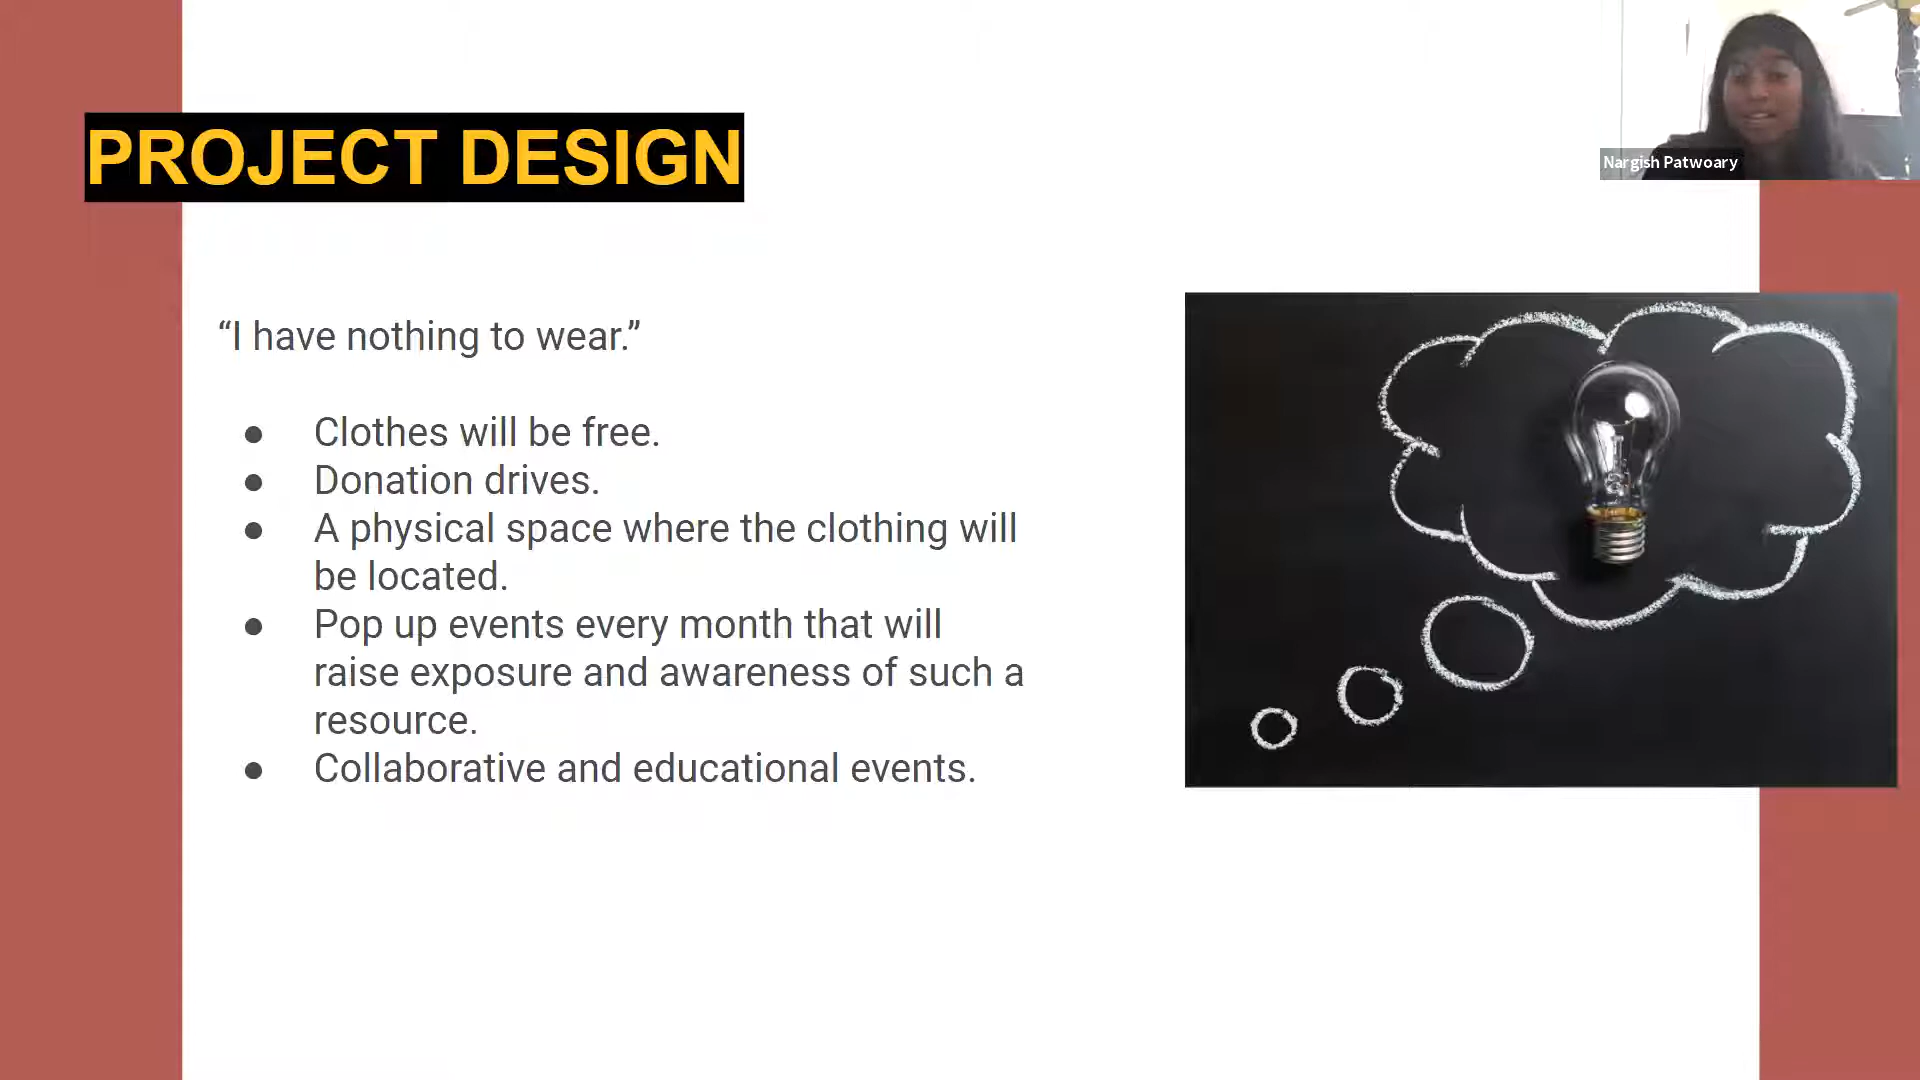 PROJECT DESIGN
Nargish Patwoary
“I have nothing to wear.”
● Clothes will be free.
● Donation drives.
● A physical space where the clothing will
be located.
● Pop up events every month that will
raise exposure and awareness of such a
resource.
● Collaborative and educational events.